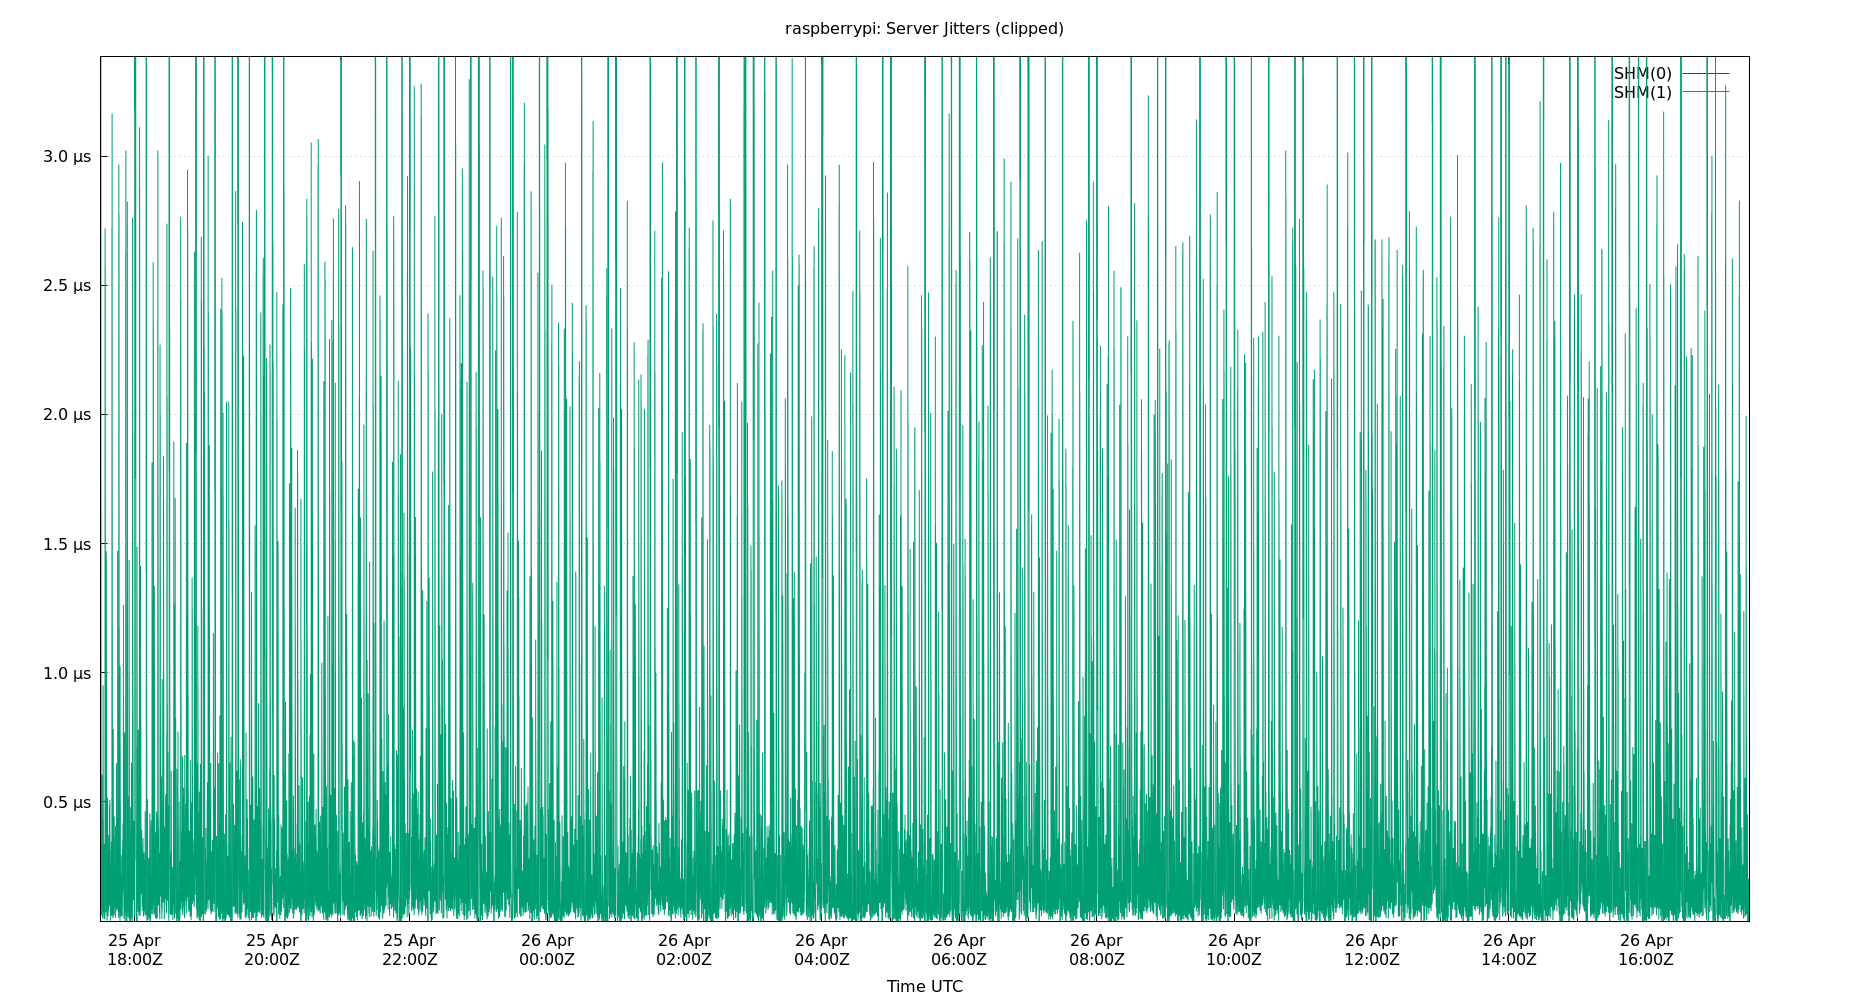 raspberrypi: Server Jitters (clipped)
SHM(0)
SHM(1)
3.0 µs
2.5 µs
2.0 µs
1.5 µs
1.0 µs
0.5 µs
25 Apr 25 Apr 25 Apr 26 Apr 26 Apr 26 Apr 26 Apr 26 Apr 26 Apr 26 Apr 26 Apr 26 Apr
18:00Z 20:00Z 22:00Z 00:00Z 02:00Z 04:00Z 06:00Z 08:00Z 10:00Z 12:00Z 14:00Z 16:00Z
Time UTC